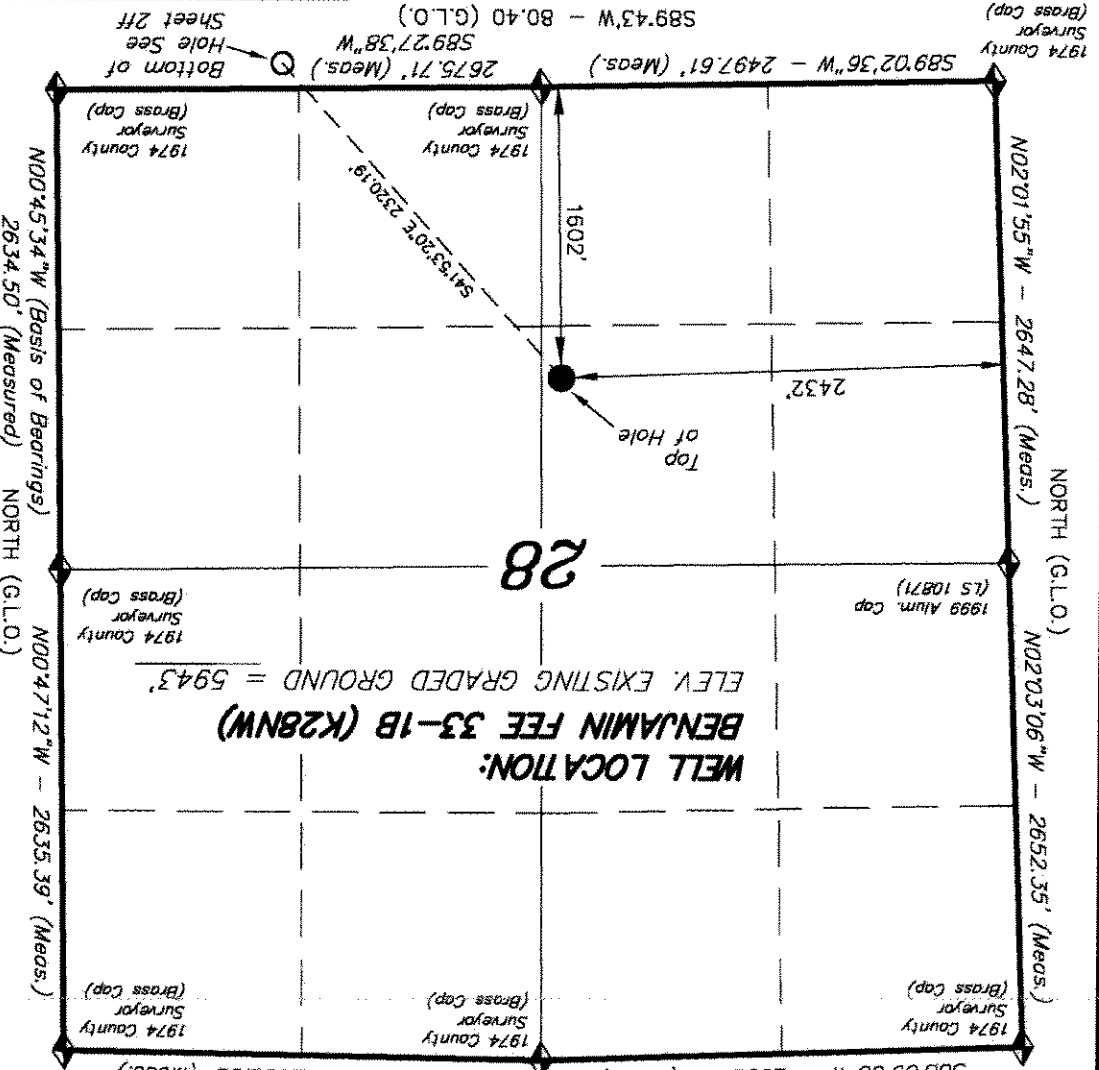 1974 County
Surveyor
(Brass Cap)
1974 County
Surveyor
(Brass Cap)
1974 County
Surveyor
(Brass Cap)
N02°03'06"W - 2652.35' (Meas.)
N00°47'12"W - 2635.39' (Meas.)
WELL LOCATION:
BENJAMIN FEE 33-1B (K28NW)
ELEV. EXISTING GRADED GROUND = 5943'
1999 Alum. Cap
(LS 10871)
1974 County
Surveyor
(Brass Cap)
NORTH (G.L.O.)
NORTH (G.L.O.)
28
Top
of Hole
2432'
1602'
S41°53'20"E 2320.19'
N02°01'55"W - 2647.28' (Meas.)
N00°45'34"W (Basis of Bearings)
2634.50' (Measured)
1974 County
Surveyor
(Brass Cap)
1974 County
Surveyor
(Brass Cap)
1974 County
Surveyor
(Brass Cap)
S89°02'36"W - 2497.61' (Meas.)
S89°27'38"W
2675.71' (Meas.)
S89°43'W - 80.40 (G.L.O.)
Bottom of
Hole See
Sheet 2ff